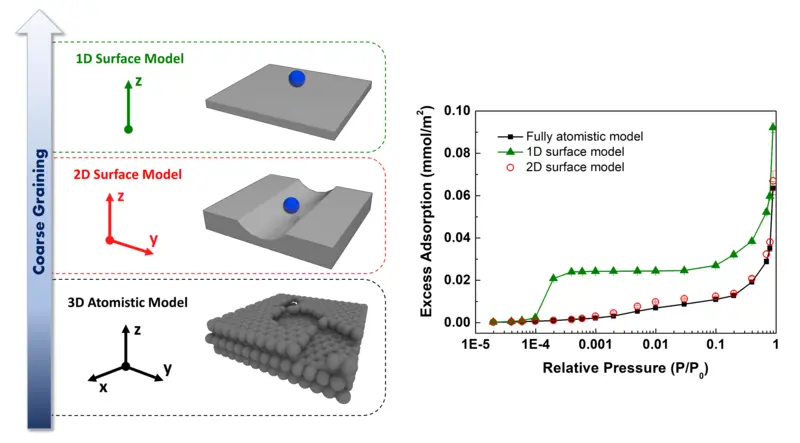 Coarse Graining
1D Surface Model
z
2D Surface Model
z
y
3D Atomistic Model
z
x
y
Excess Adsorption (mmol/m²)
0.10
0.08
0.06
0.04
0.02
0.00
Fully atomistic model
1D surface model
2D surface model
1E-5 1E-4 0.001 0.01 0.1 1
Relative Pressure (P/P₀)